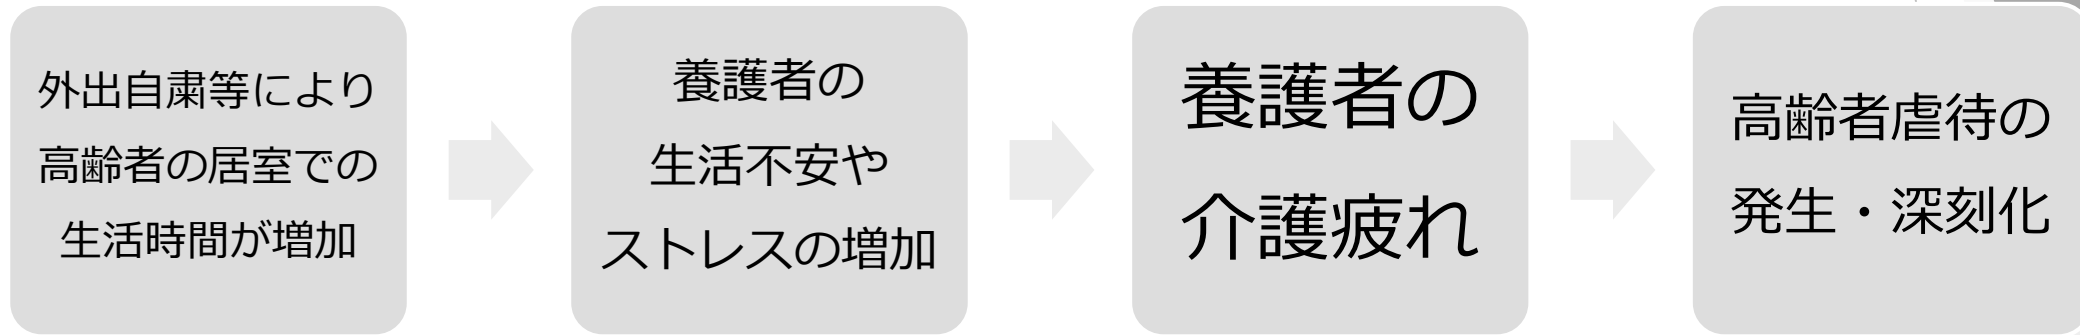 外出自粛等により
高齢者の居室での
生活時間が増加
養護者の
生活不安や
ストレスの増加
養護者の
介護疲れ
高齢者虐待の
発生・深刻化